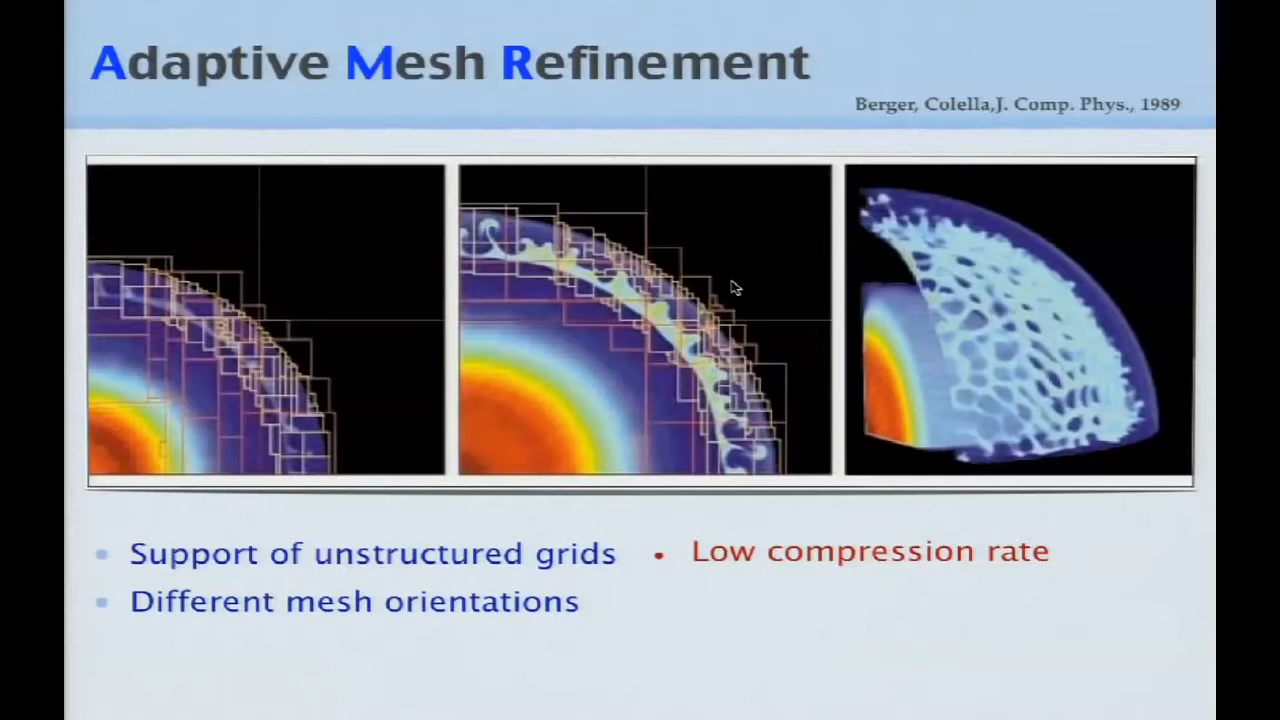 Adaptive Mesh Refinement
Berger, Colella,J. Comp. Phys., 1989
Support of unstructured grids
Low compression rate
Different mesh orientations